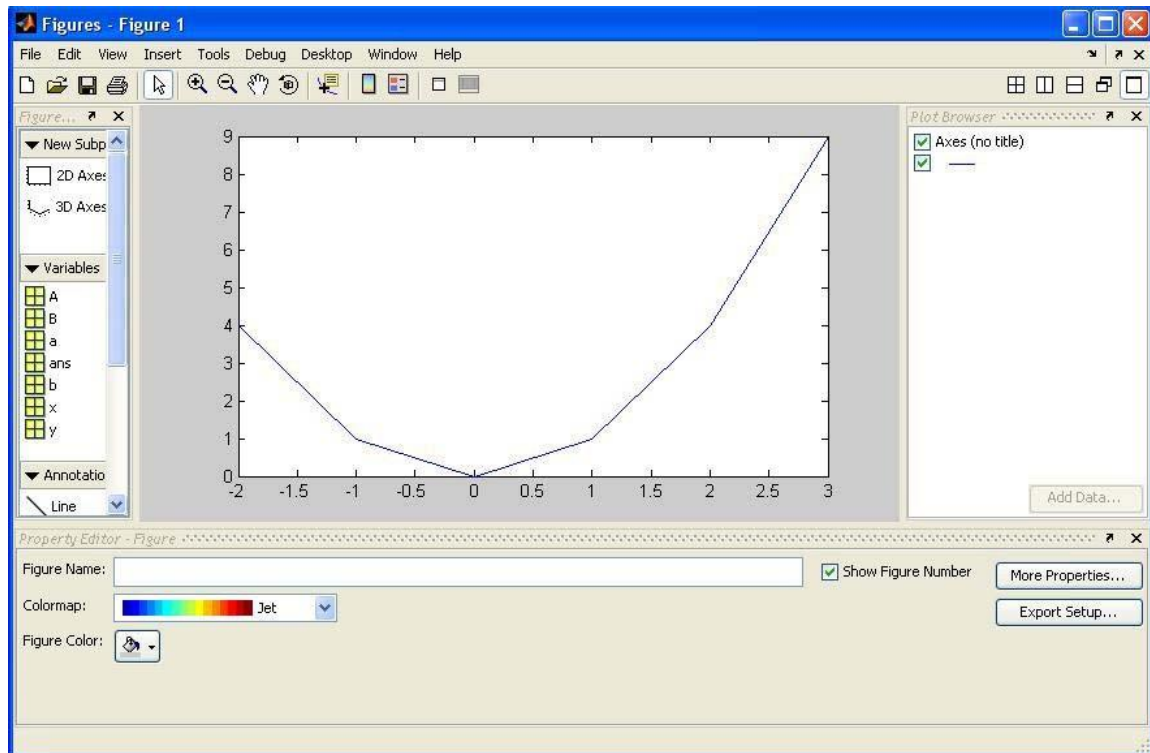 Figures - Figure 1
File Edit View Insert Tools Debug Desktop Window Help
Figure...
New Subp
2D Axes
3D Axes
Variables
A
B
a
ans
b
x
y
Annotatio
Line
9
8
7
6
5
4
3
2
1
0
-2 -1.5 -1 -0.5 0 0.5 1 1.5 2 2.5 3
Plot Browser
Axes (no title)
Add Data...
Property Editor - Figure
Figure Name:
Show Figure Number
More Properties...
Colormap:
Jet
Export Setup...
Figure Color: